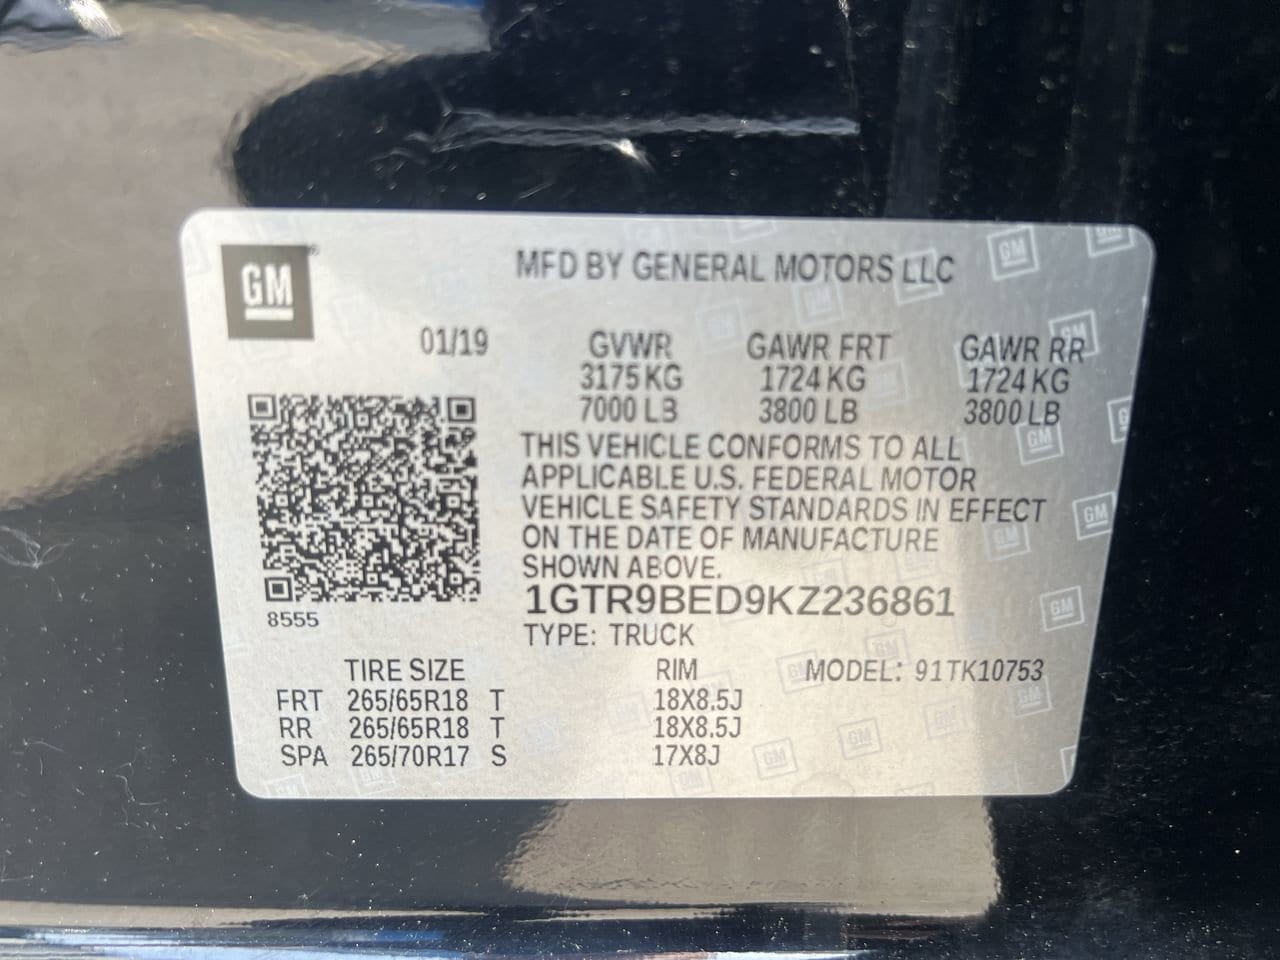 GM
MFD BY GENERAL MOTORS LLC
01/19 GVWR GAWR FRT GAWR RR
3175 KG 1724 KG 1724 KG
7000 LB 3800 LB 3800 LB
THIS VEHICLE CONFORMS TO ALL
APPLICABLE U.S. FEDERAL MOTOR
VEHICLE SAFETY STANDARDS IN EFFECT
ON THE DATE OF MANUFACTURE
SHOWN ABOVE.
8555
1GTR9BED9KZ236861
TYPE: TRUCK
TIRE SIZE RIM MODEL: 91TK10753
FRT 265/65R18 T 18X8.5J
RR 265/65R18 T 18X8.5J
SPA 265/70R17 S 17X8J